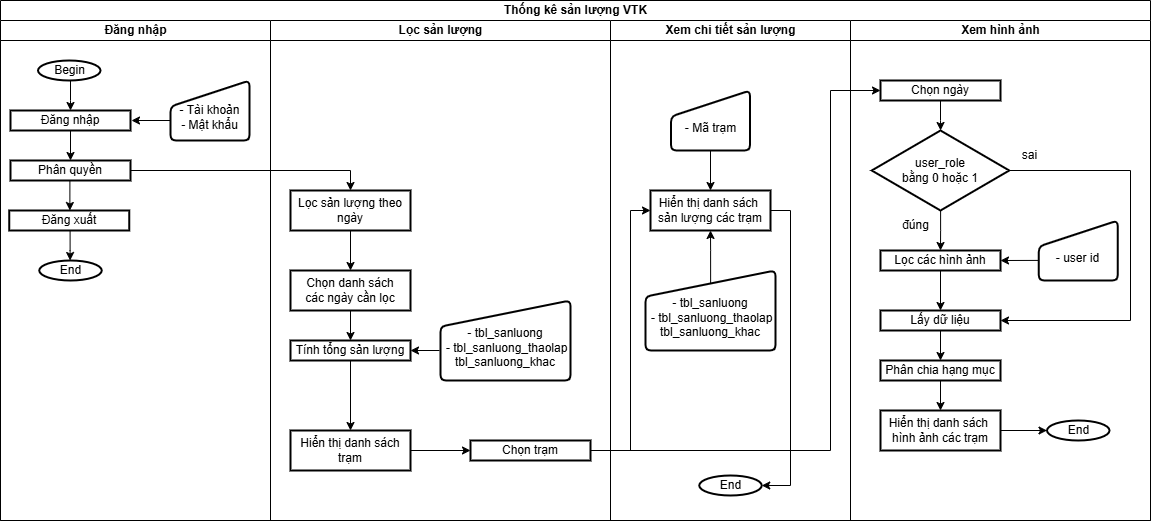 Thống kê sản lượng VTK
Đăng nhập
Lọc sản lượng
Xem chi tiết sản lượng
Xem hình ảnh
Begin
Đăng nhập
- Tài khoản
- Mật khẩu
Phân quyền
Đăng xuất
End
Lọc sản lượng theo
ngày
Chọn danh sách
các ngày cần lọc
Tính tổng sản lượng
- tbl_sanluong
- tbl_sanluong_thaolap
tbl_sanluong_khac
Hiển thị danh sách
trạm
Chọn trạm
- Mã trạm
Hiển thị danh sách
sản lượng các trạm
- tbl_sanluong
- tbl_sanluong_thaolap
tbl_sanluong_khac
End
Chọn ngày
user_role
bằng 0 hoặc 1
sai
đúng
Lọc các hình ảnh
- user id
Lấy dữ liệu
Phân chia hạng mục
Hiển thị danh sách
hình ảnh các trạm
End